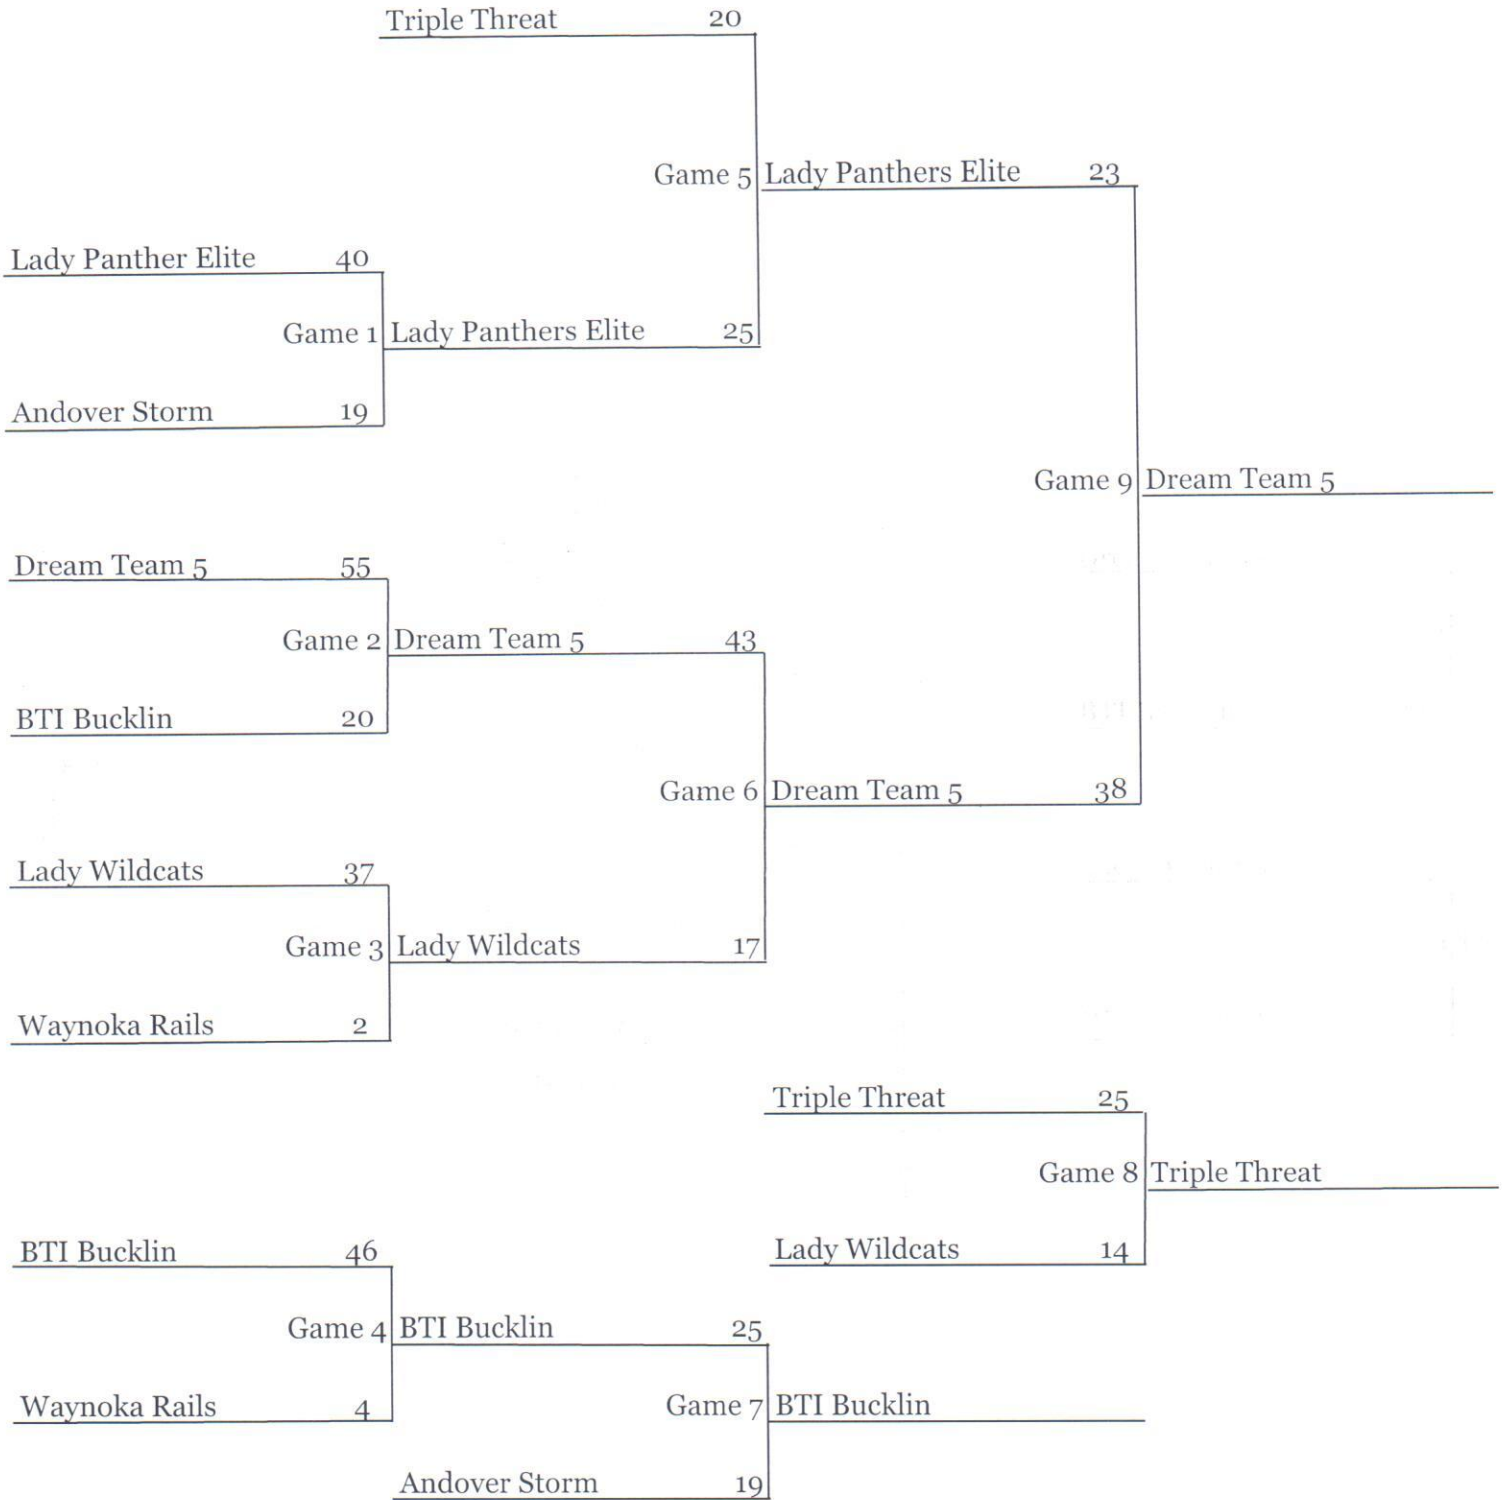 Triple Threat 20
Game 5 Lady Panthers Elite 23
Lady Panther Elite 40
Game 1 Lady Panthers Elite 25
Andover Storm 19
Game 9 Dream Team 5
Dream Team 5 55
Game 2 Dream Team 5 43
BTI Bucklin 20
Game 6 Dream Team 5 38
Lady Wildcats 37
Game 3 Lady Wildcats 17
Waynoka Rails 2
Triple Threat 25
Game 8 Triple Threat
Lady Wildcats 14
BTI Bucklin 46
Game 4 BTI Bucklin 25
Waynoka Rails 4
Game 7 BTI Bucklin
Andover Storm 19